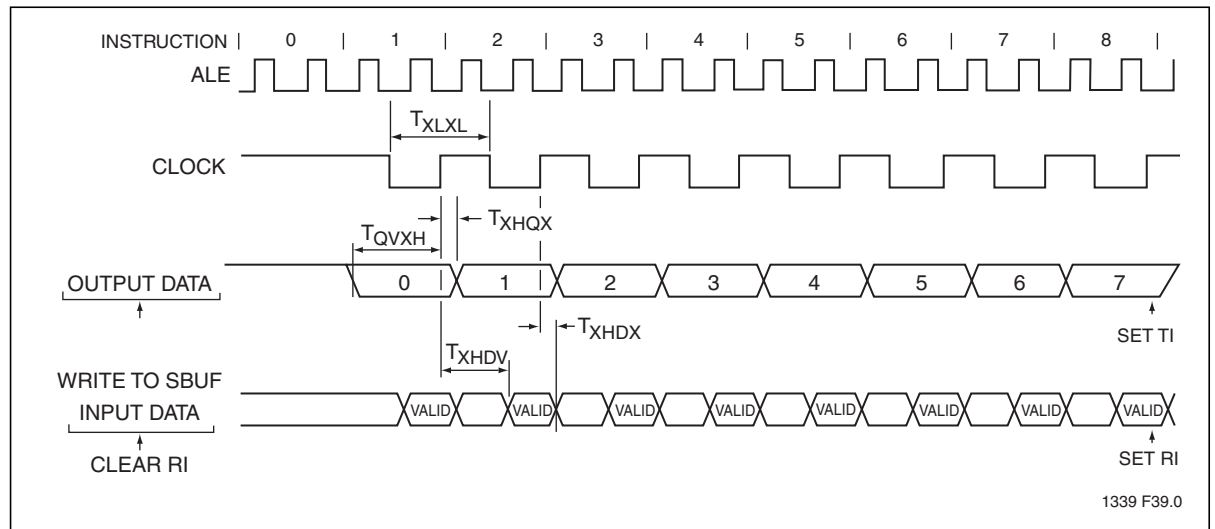 INSTRUCTION | 0 | 1 | 2 | 3 | 4 | 5 | 6 | 7 | 8 |
ALE
TXLXL
CLOCK
TXHQX
TQVXH
OUTPUT DATA 0 1 2 3 4 5 6 7
SET TI
TXHDX
TXHDV
WRITE TO SBUF
INPUT DATA VALID VALID VALID VALID VALID VALID VALID VALID
CLEAR RI
SET RI
1339 F39.0